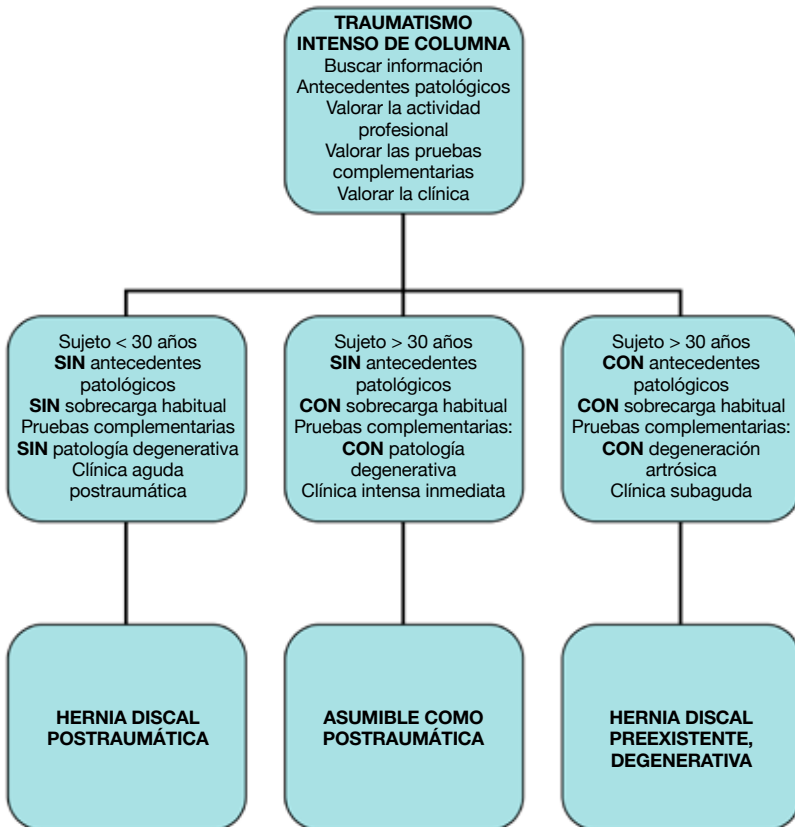 TRAUMATISMO
INTENSO DE COLUMNA
Buscar información
Antecedentes patológicos
Valorar la actividad
profesional
Valorar las pruebas
complementarias
Valorar la clínica
Sujeto < 30 años
SIN antecedentes
patológicos
SIN sobrecarga habitual
Pruebas complementarias
SIN patología degenerativa
Clínica aguda
postraumática
Sujeto > 30 años
SIN antecedentes
patológicos
CON sobrecarga habitual
Pruebas complementarias:
CON patología
degenerativa
Clínica intensa inmediata
Sujeto > 30 años
CON antecedentes
patológicos
CON sobrecarga habitual
Pruebas complementarias:
CON degeneración
artrósica
Clínica subaguda
HERNIA DISCAL
POSTRAUMÁTICA
ASUMIBLE COMO
POSTRAUMÁTICA
HERNIA DISCAL
PREEXISTENTE,
DEGENERATIVA